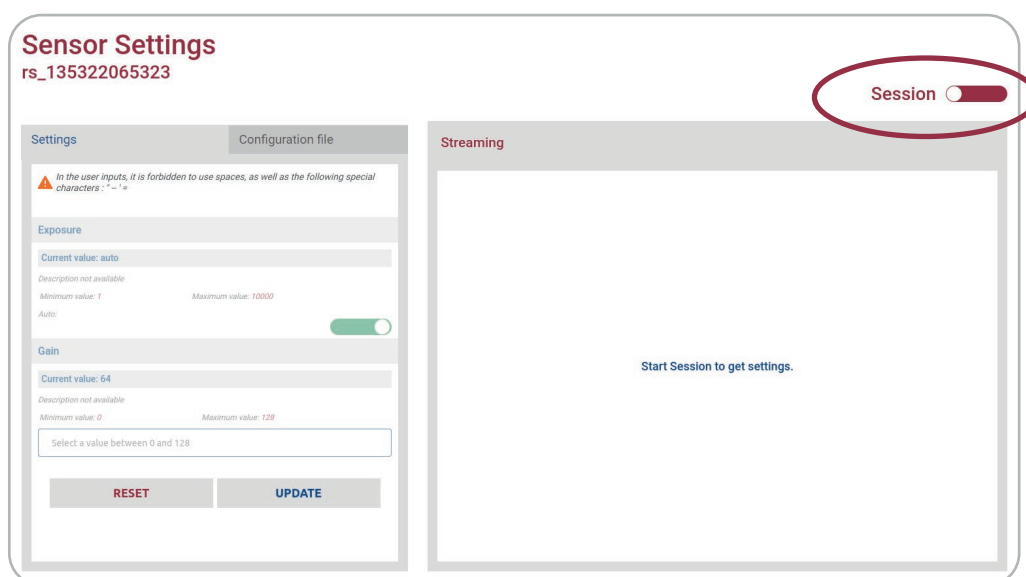 Sensor Settings
rs_135322065323
Session
Settings
Configuration file
In the user inputs, it is forbidden to use spaces, as well as the following special
characters : " – ' =
Exposure
Current value: auto
Description not available
Minimum value: 1
Maximum value: 10000
Auto:
Gain
Current value: 64
Description not available
Minimum value: 0
Maximum value: 128
Select a value between 0 and 128
RESET
UPDATE
Streaming
Start Session to get settings.